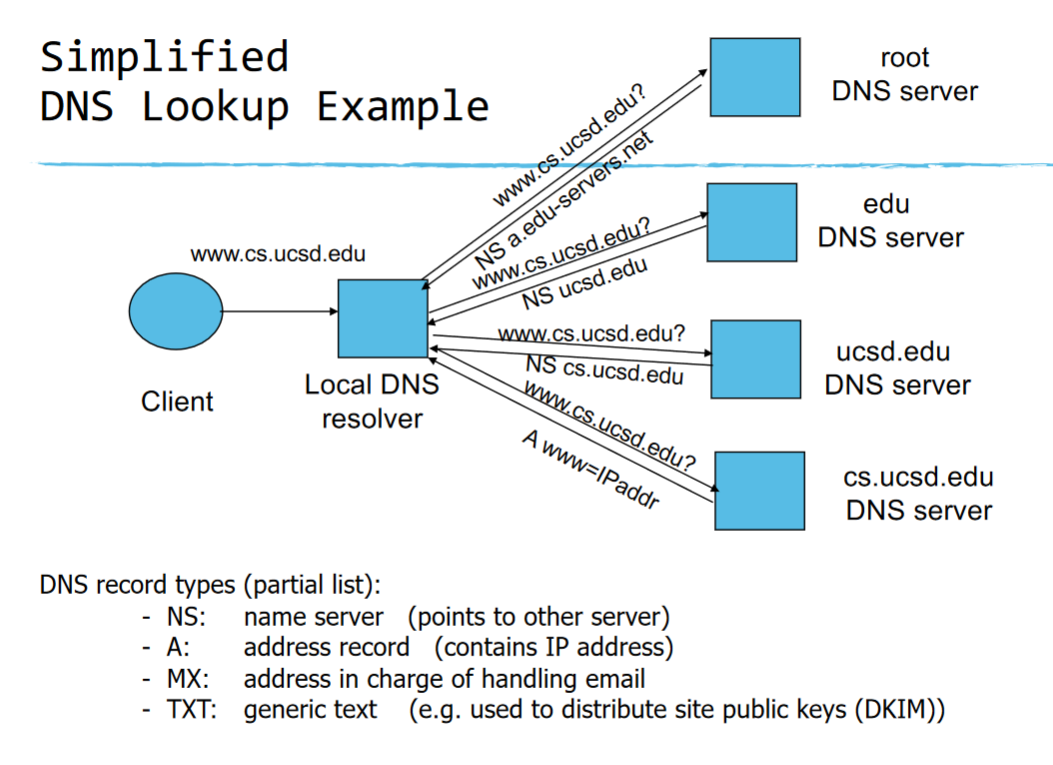 Simplified
DNS Lookup Example
root
DNS server
www.cs.ucsd.edu?
NS a.edu-servers.net
edu
DNS server
www.cs.ucsd.edu?
NS ucsd.edu
www.cs.ucsd.edu
Client
Local DNS
resolver
www.cs.ucsd.edu?
NS cs.ucsd.edu
ucsd.edu
DNS server
www.cs.ucsd.edu?
A www=IPaddr
cs.ucsd.edu
DNS server
DNS record types (partial list):
- NS: name server (points to other server)
- A: address record (contains IP address)
- MX: address in charge of handling email
- TXT: generic text (e.g. used to distribute site public keys (DKIM))